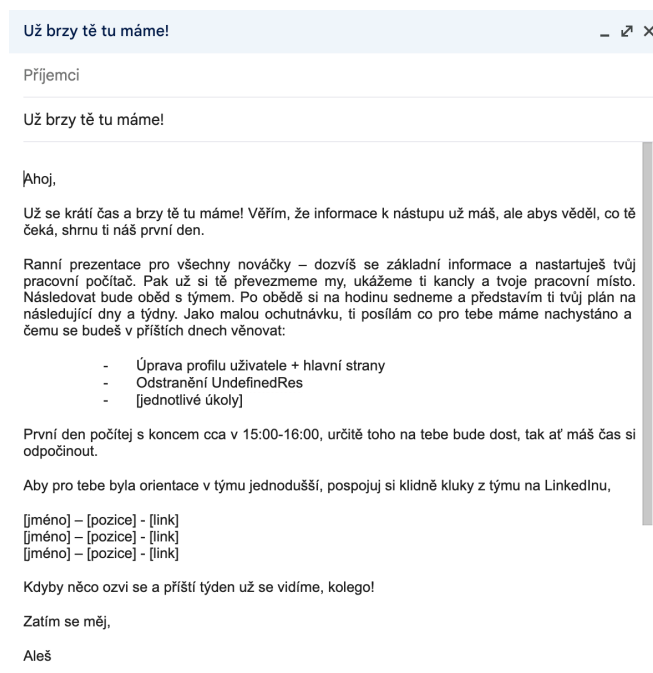 Už brzy tě tu máme!
Příjemci
Už brzy tě tu máme!
Ahoj,
Už se krátí čas a brzy tě tu máme! Věřím, že informace k nástupu už máš, ale abys věděl, co tě
čeká, shrnu ti náš první den.
Ranní prezentace pro všechny nováčky – dozvíš se základní informace a nastartuješ tvůj
pracovní počítač. Pak už si tě převezmeme my, ukážeme ti kancly a tvoje pracovní místo.
Následovat bude oběd s týmem. Po obědě si na hodinu sedneme a představím ti tvůj plán na
následující dny a týdny. Jako malou ochutnávku, ti posílám co pro tebe máme nachystáno a
čemu se budeš v příštích dnech věnovat:
- Úprava profilu uživatele + hlavní strany
- Odstranění UndefinedRes
- [jednotlivé úkoly]
První den počítej s koncem cca v 15:00-16:00, určitě toho na tebe bude dost, tak ať máš čas si
odpočinout.
Aby pro tebe byla orientace v týmu jednodušší, pospojuj si klidně kluky z týmu na LinkedInu,
[jméno] – [pozice] - [link]
[jméno] – [pozice] - [link]
[jméno] – [pozice] - [link]
Kdyby něco ozvi se a příští týden už se vidíme, kolego!
Zatím se měj,
Aleš